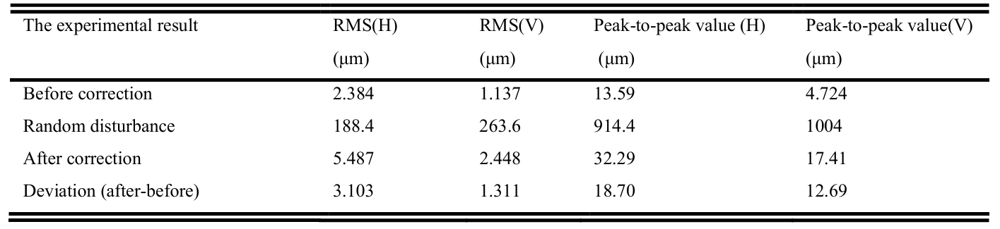 The experimental result RMS(H) RMS(V) Peak-to-peak value (H) Peak-to-peak value(V)
(μm) (μm) (μm) (μm)
Before correction 2.384 1.137 13.59 4.724
Random disturbance 188.4 263.6 914.4 1004
After correction 5.487 2.448 32.29 17.41
Deviation (after-before) 3.103 1.311 18.70 12.69